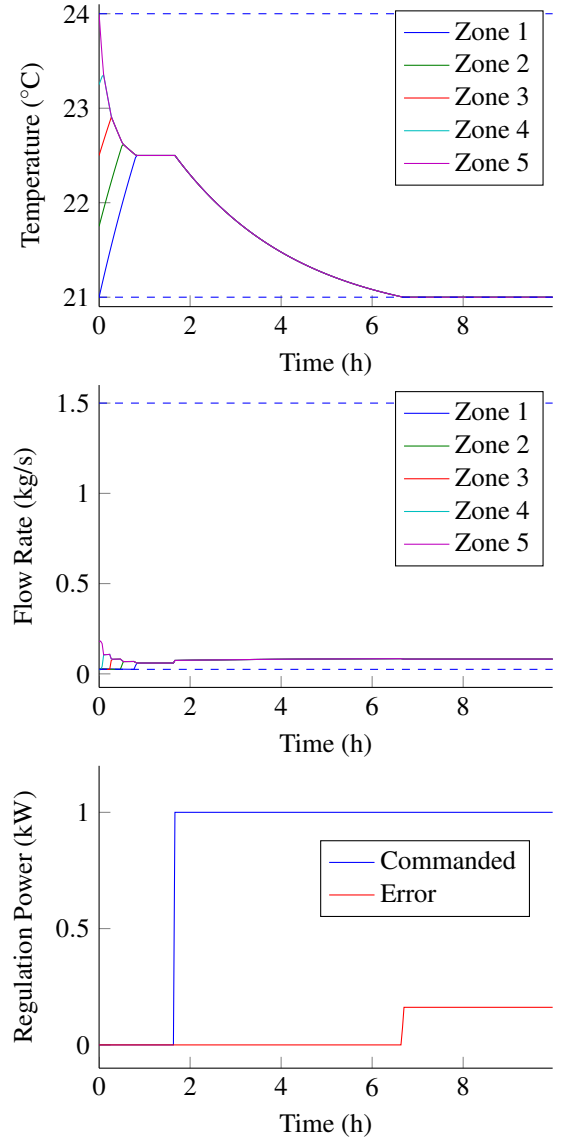 24
23
22
21
Temperature (°C)
Zone 1
Zone 2
Zone 3
Zone 4
Zone 5
0
2
4
6
8
Time (h)
1.5
1
0.5
0
Flow Rate (kg/s)
Zone 1
Zone 2
Zone 3
Zone 4
Zone 5
0
2
4
6
8
Time (h)
1
0.5
0
Regulation Power (kW)
Commanded
Error
0
2
4
6
8
Time (h)